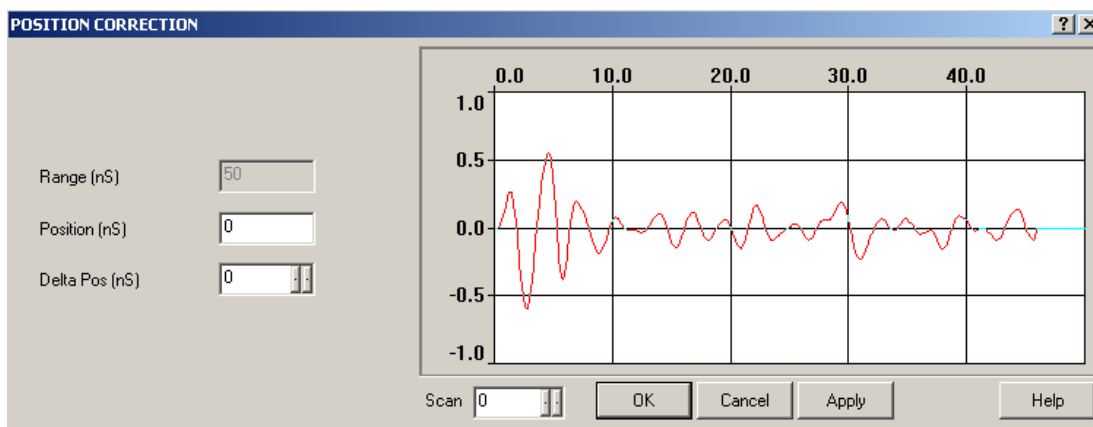 POSITION CORRECTION
0.0 10.0 20.0 30.0 40.0
1.0
0.5
0.0
-0.5
-1.0
Range (nS) 50
Position (nS) 0
Delta Pos (nS) 0
Scan 0 OK Cancel Apply Help